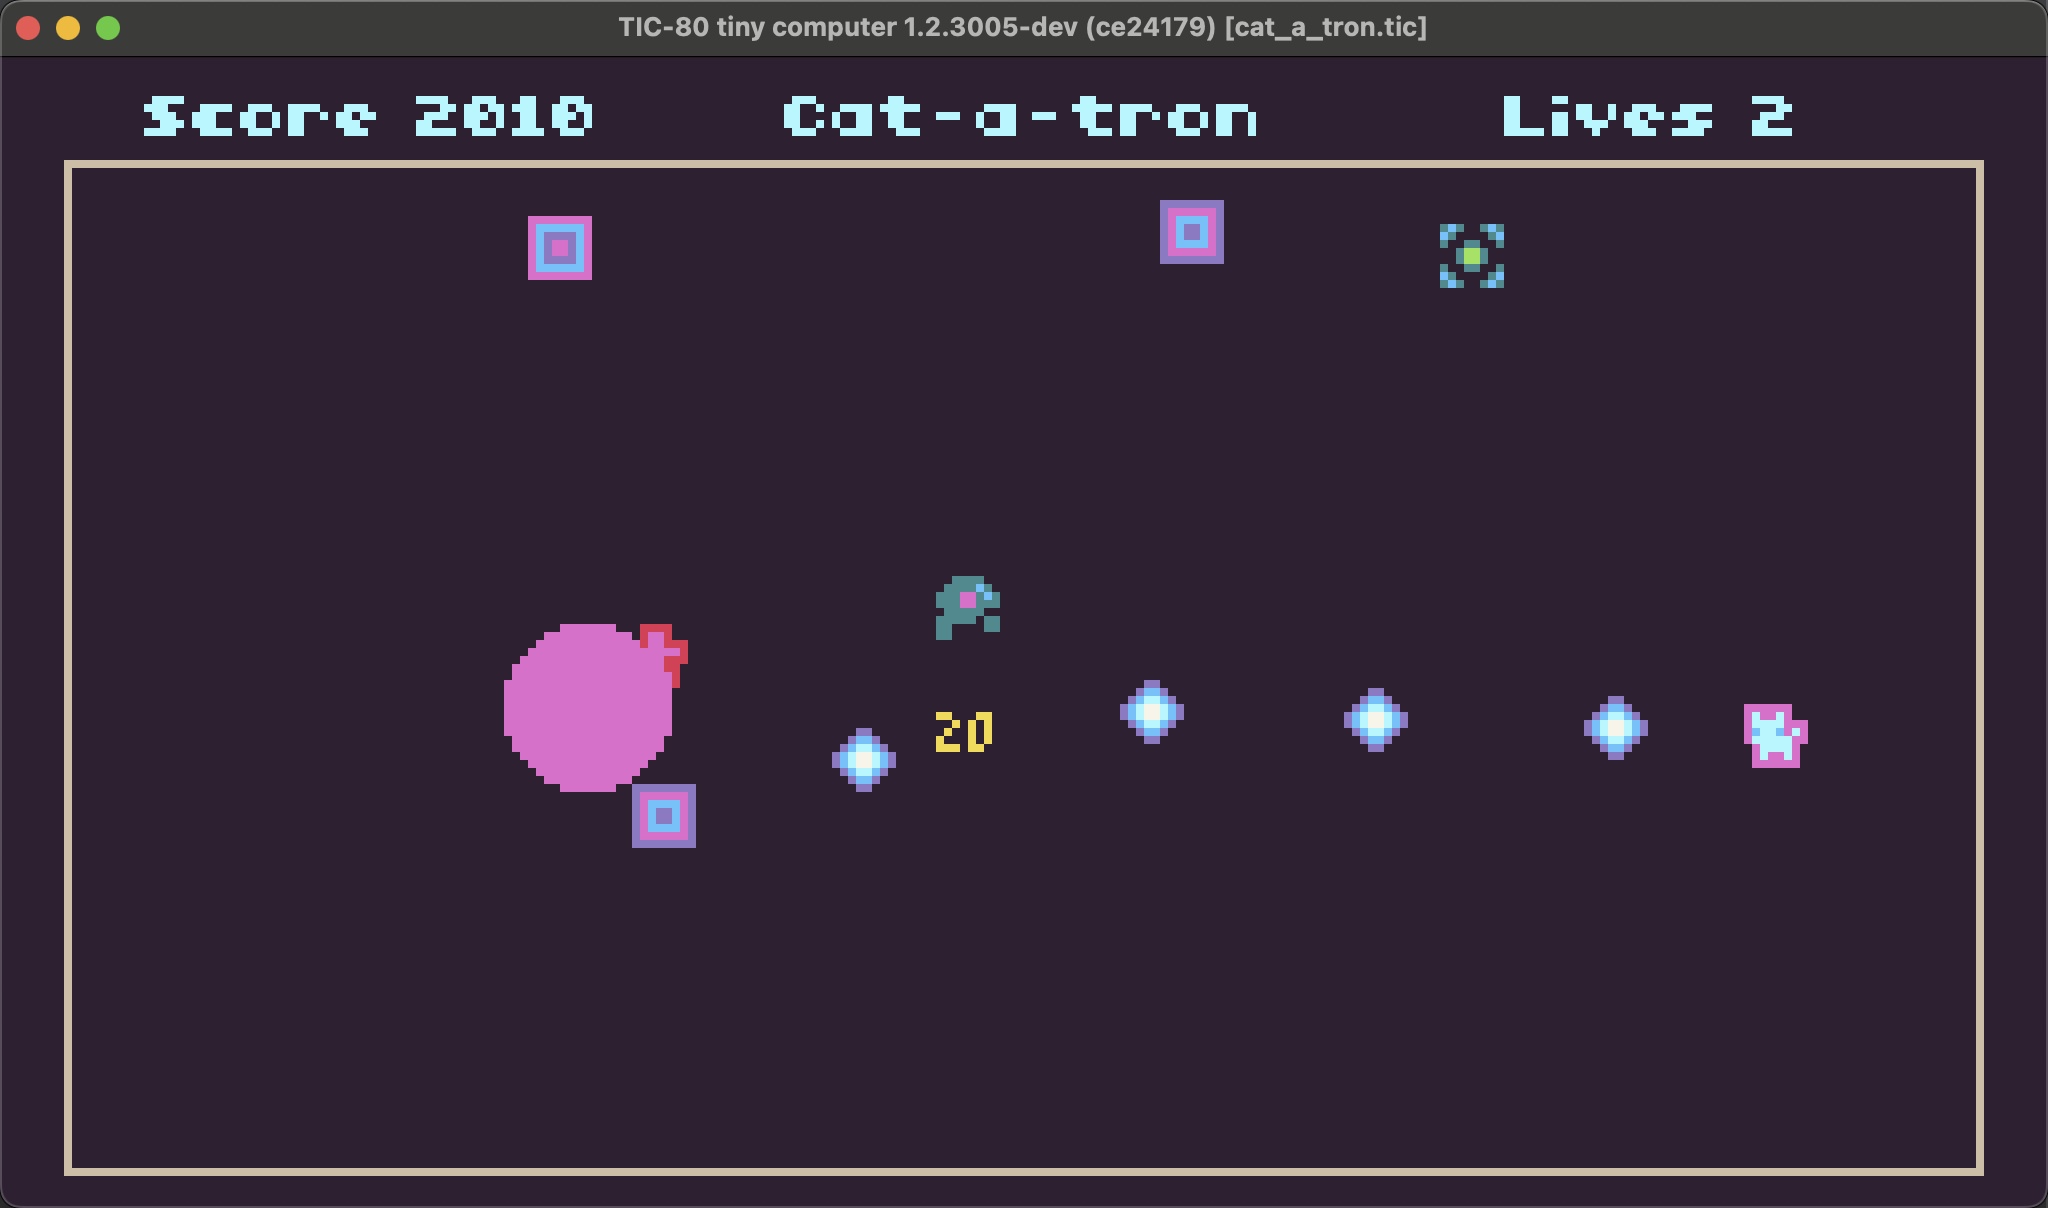 TIC-80 tiny computer 1.2.3005-dev (ce24179) [cat_a_tron.tic]
Score 2010 Cat-a-tron Lives 2
20